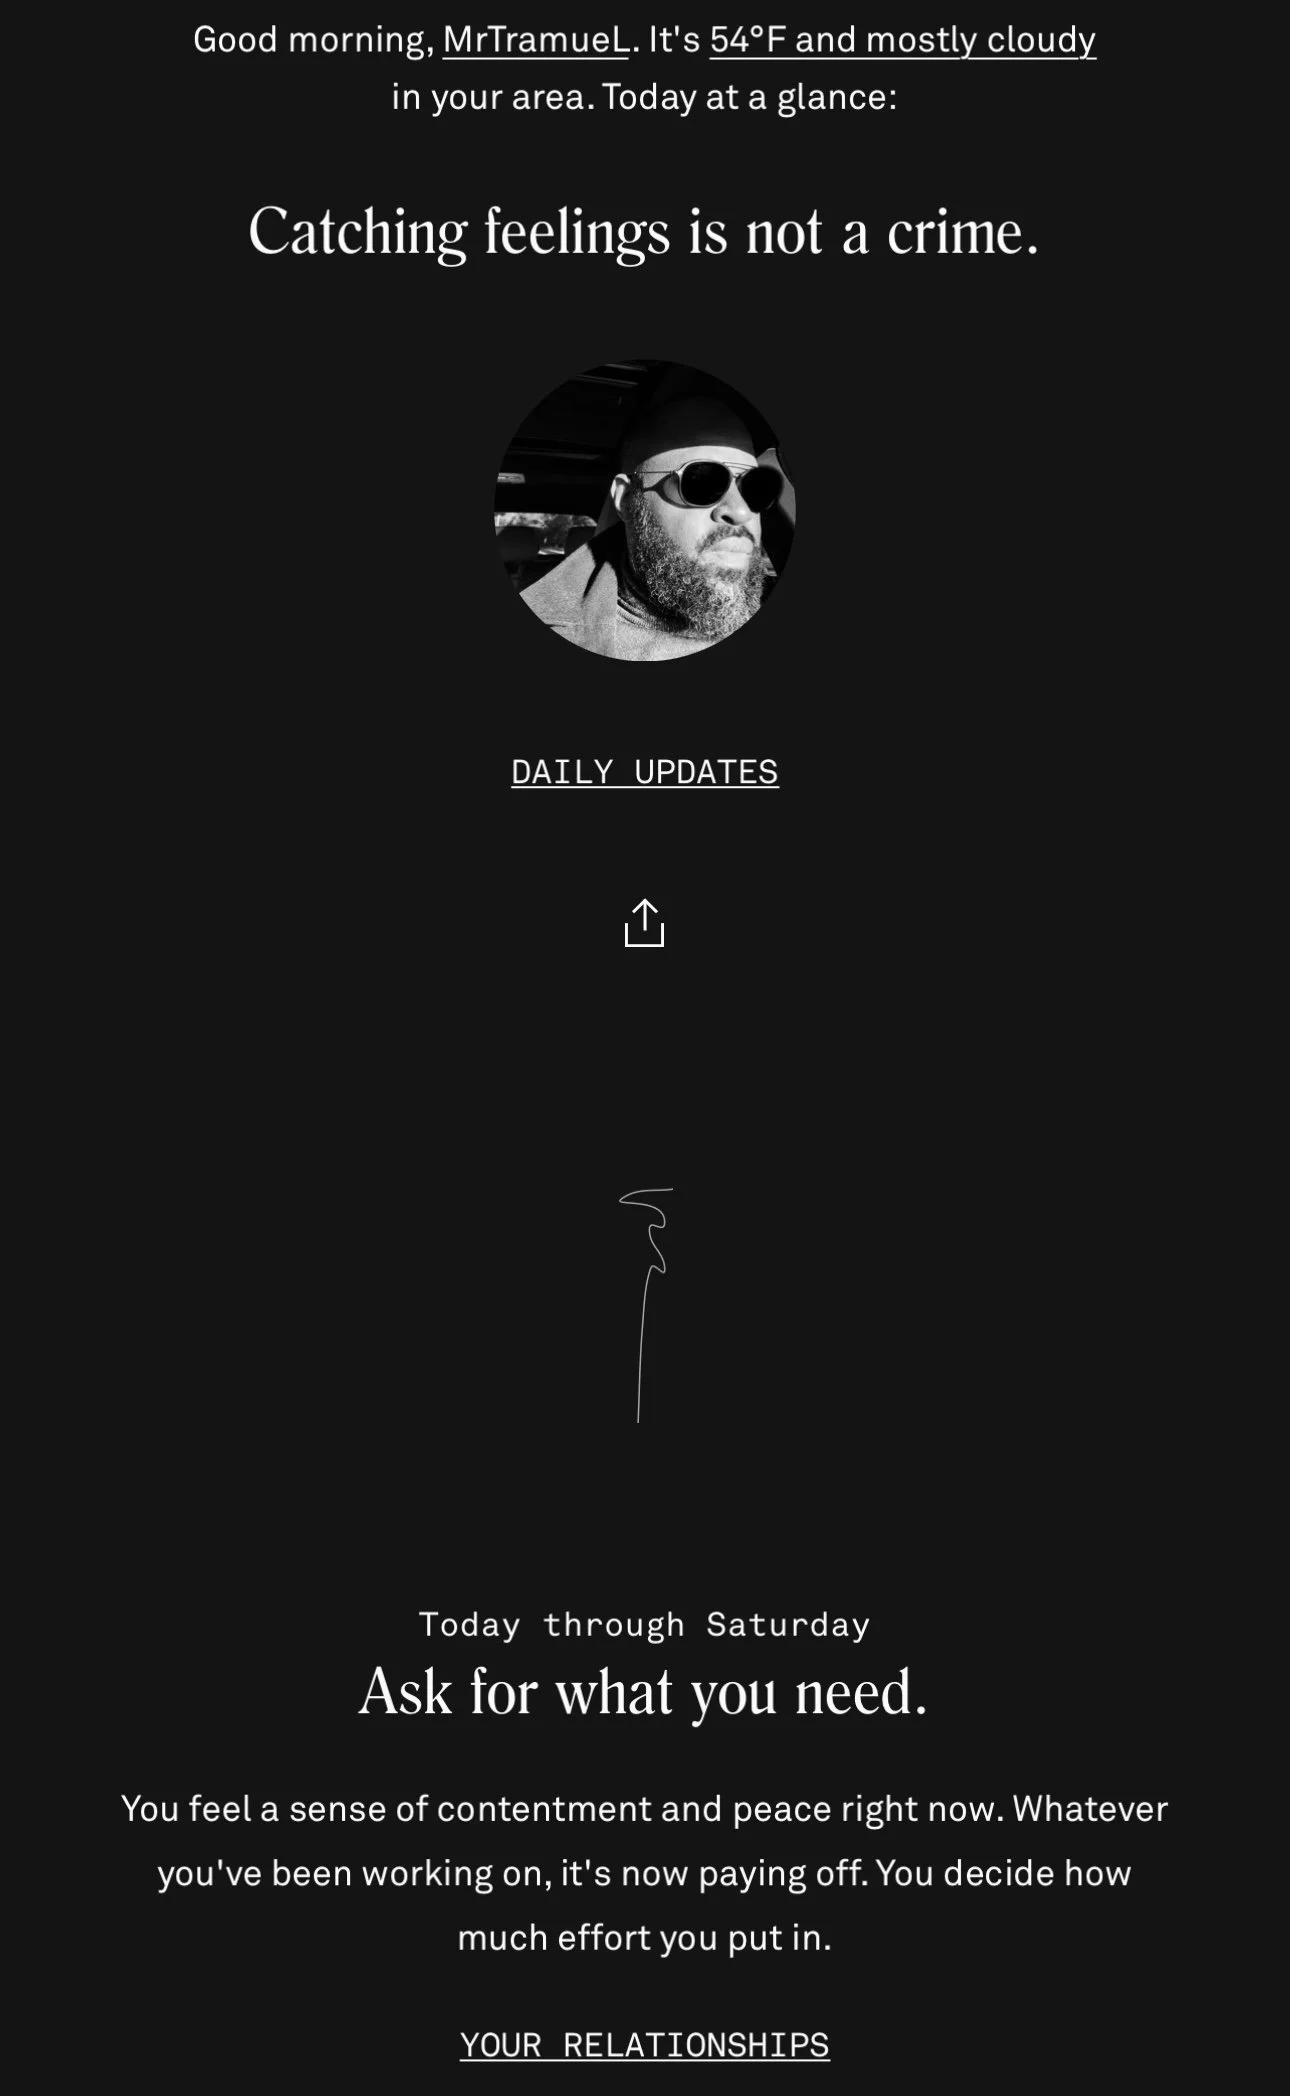 Good morning, MrTramueL. It's 54°F and mostly cloudy
in your area. Today at a glance:
Catching feelings is not a crime.
DAILY UPDATES
Today through Saturday
Ask for what you need.
You feel a sense of contentment and peace right now. Whatever
you've been working on, it's now paying off. You decide how
much effort you put in.
YOUR RELATIONSHIPS